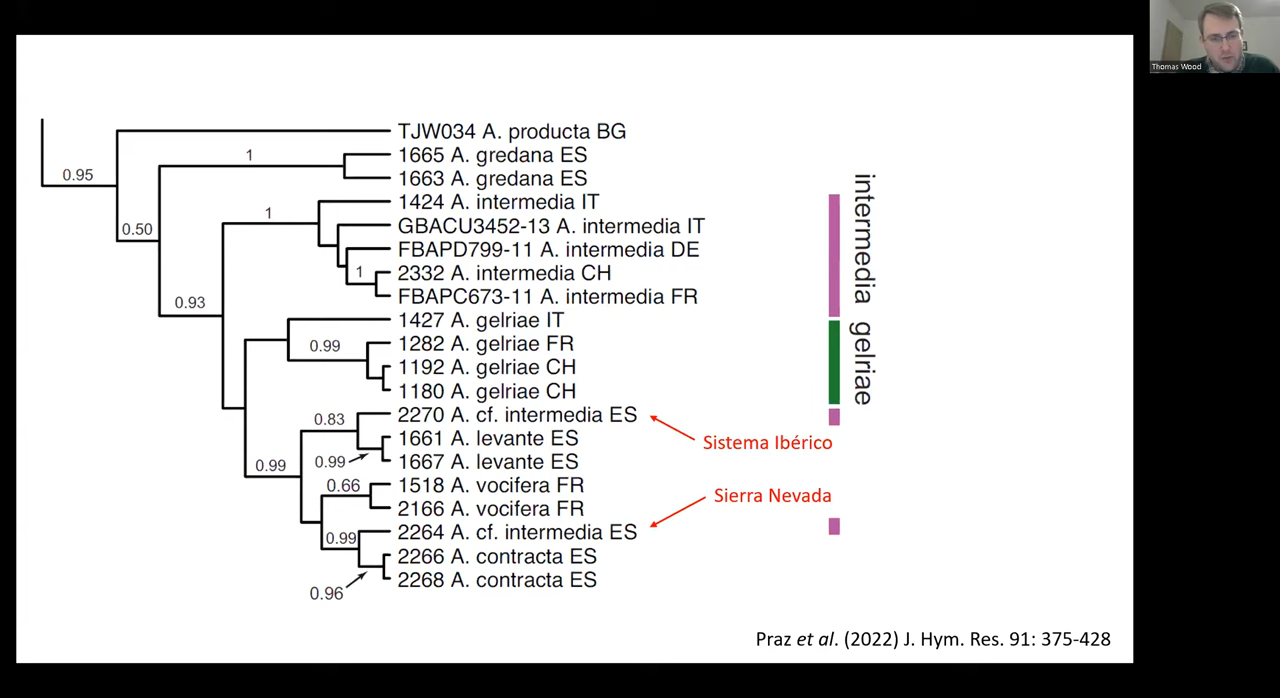 Thomas Wood
TJW034 A. producta BG
1665 A. gredana ES
1
0.95
1663 A. gredana ES
1424 A. intermedia IT
1
GBACU3452-13 A. intermedia IT
0.50
FBAPD799-11 A. intermedia DE
1
2332 A. intermedia CH
FBAPC673-11 A. intermedia FR
0.93
1427 A. gelriae IT
1282 A. gelriae FR
0.99
1192 A. gelriae CH
1180 A. gelriae CH
intermedia gelriae
2270 A. cf. intermedia ES
0.83
1661 A. levante ES
Sistema Ibérico
1667 A. levante ES
0.99
0.99
1518 A. vocifera FR
0.66
Sierra Nevada
2166 A. vocifera FR
2264 A. cf. intermedia ES
0.99
2266 A. contracta ES
2268 A. contracta ES
0.96
Praz et al. (2022) J. Hym. Res. 91: 375-428